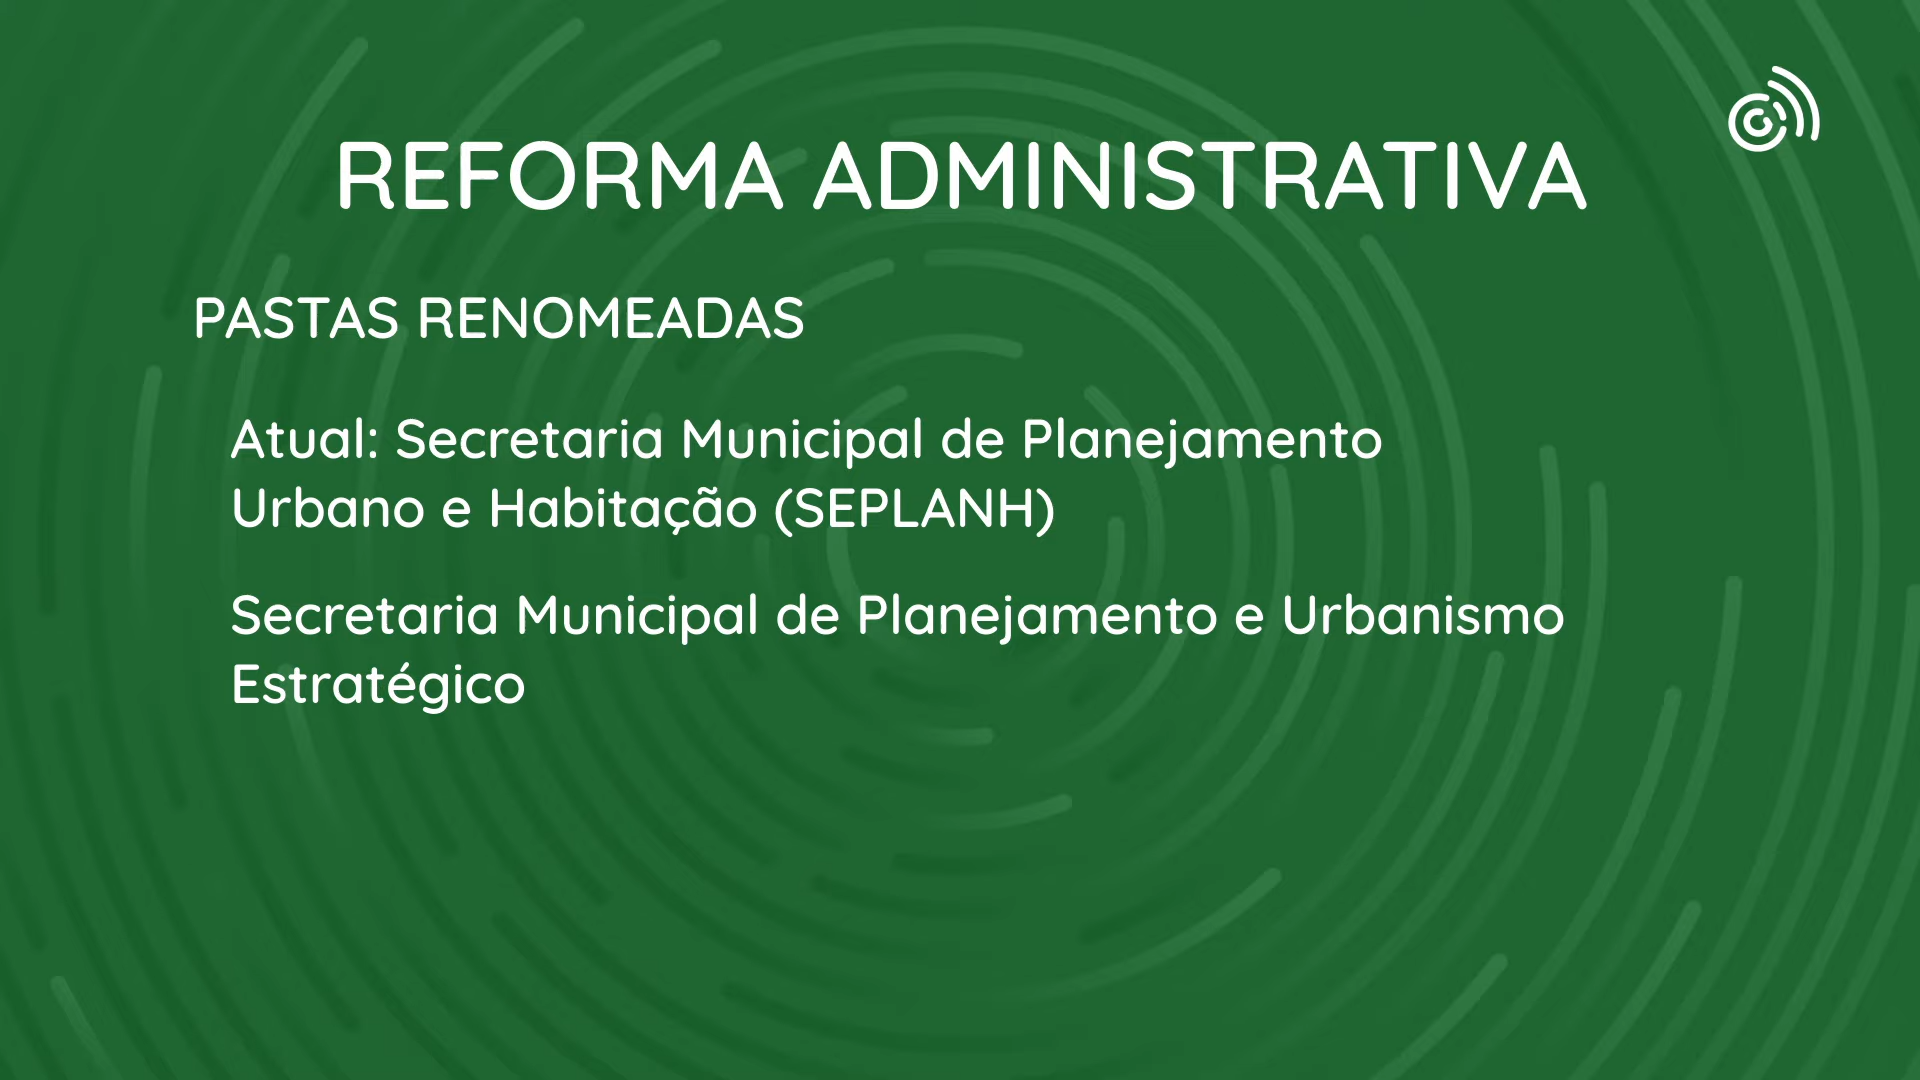 REFORMA ADMINISTRATIVA
PASTAS RENOMEADAS
Atual: Secretaria Municipal de Planejamento
Urbano e Habitação (SEPLANH)
Secretaria Municipal de Planejamento e Urbanismo
Estratégico